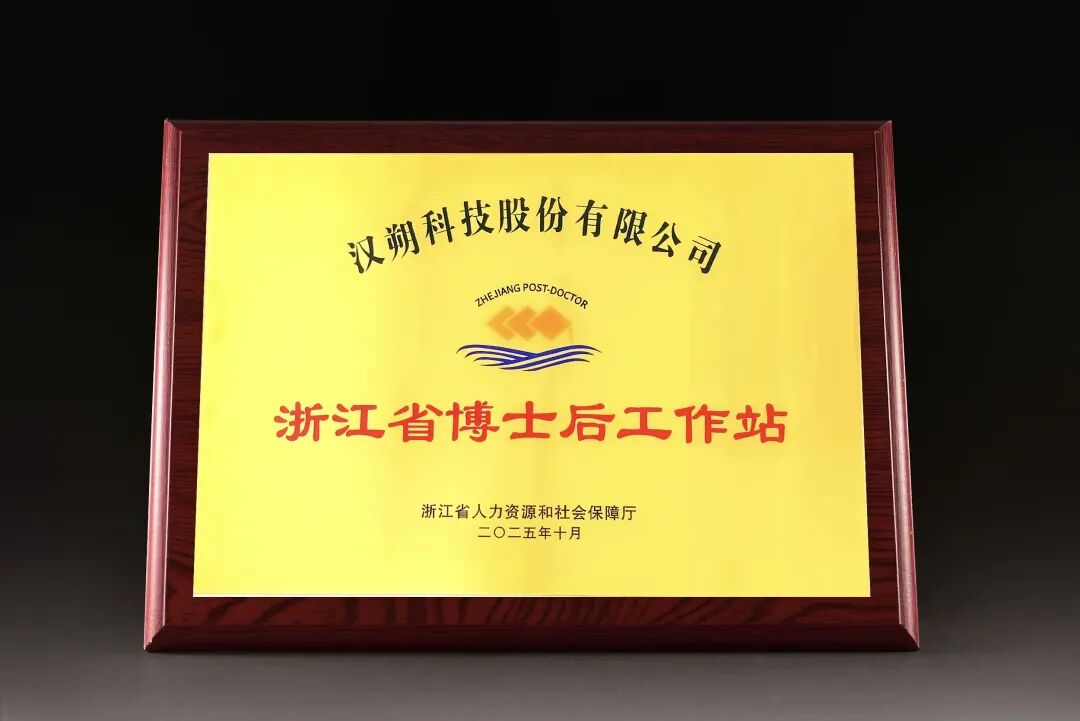 汉朔科技股份有限公司
ZHEJIANG POST-DOCTOR
浙江省博士后工作站
浙江省人力资源和社会保障厅
二〇二五年十月